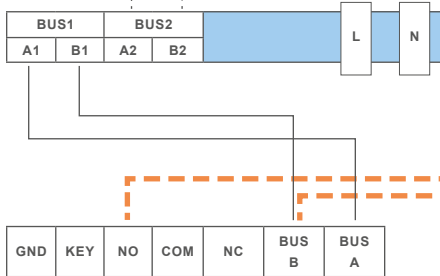 BUS1 BUS2
A1 B1 A2 B2
L N
GND KEY NO COM NC BUS B BUS A